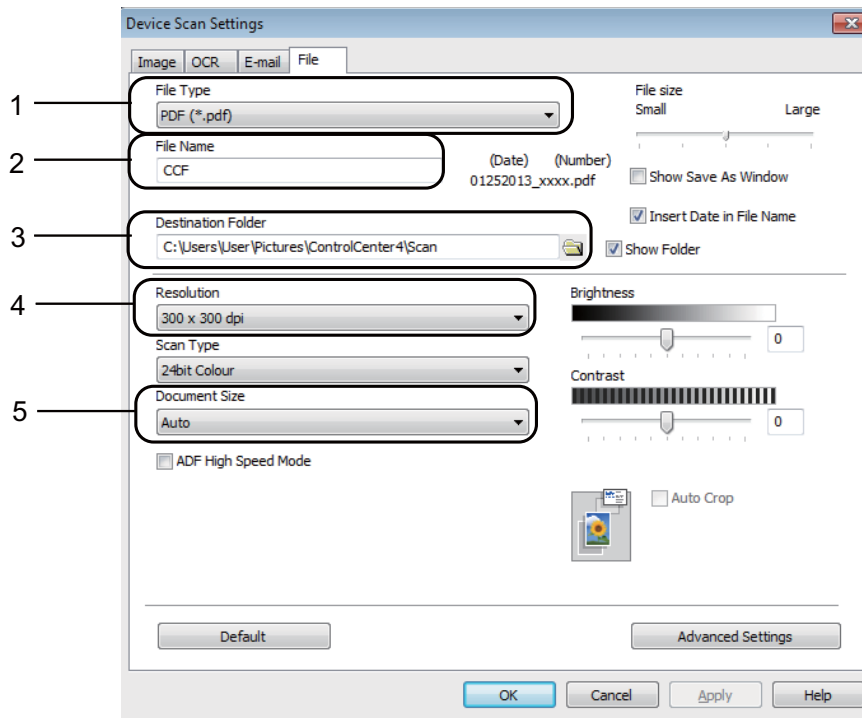 Device Scan Settings
Image OCR E-mail File
1
File Type
PDF (*.pdf)
File size
Small Large
2
File Name
CCF
(Date) (Number)
01252013_xxxx.pdf
Show Save As Window
Insert Date in File Name
3
Destination Folder
C:\Users\User\Pictures\ControlCenter4\Scan
Show Folder
4
Resolution
300 x 300 dpi
Brightness
0
Scan Type
24bit Colour
Contrast
0
5
Document Size
Auto
ADF High Speed Mode
Auto Crop
Default
Advanced Settings
OK Cancel Apply Help